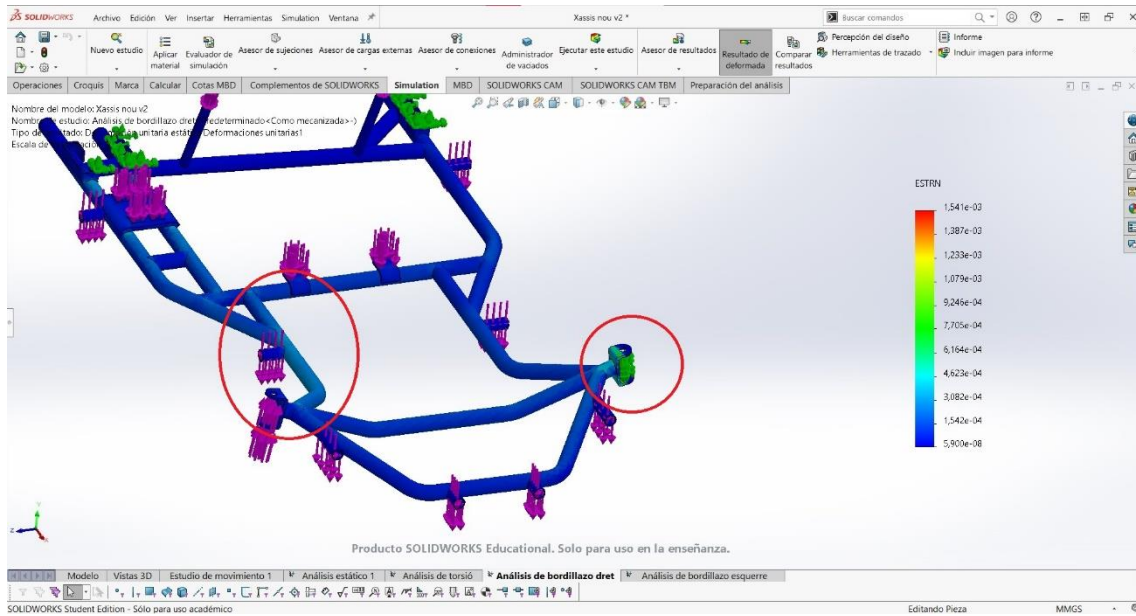 SOLIDWORKS Archivo Edición Ver Insertar Herramientas Simulation Ventana Xassis nou v2 * Buscar comandos
Nuevo estudio
Aplicar material
Evaluador de simulación
Asesor de sujeciones
Asesor de cargas externas
Asesor de conexiones
Administrador de vaciados
Ejecutar este estudio
Asesor de resultados
Resultado de deformada
Comparar resultados
Percepción del diseño
Herramientas de trazado
Informe
Induir imagen para informe
Operaciones Croquis Marca Calcular Cotas MBD Complementos de SOLIDWORKS Simulation MBD SOLIDWORKS CAM SOLIDWORKS CAM TBM Preparación del análisis
Nombre del modelo: Xassis nou v2
Análisis de bordillazo dret
<Como mecanizada>-)
unitaria estát
Deformaciones unitarias1
Escala de
ESTRN
1,541e-03
1,387e-03
1,233e-03
1,079e-03
9,246e-04
7,705e-04
6,164e-04
4,623e-04
3,082e-04
1,542e-04
5,900e-08
Y
Z
Producto SOLIDWORKS Educational. Solo para uso en la enseñanza.
Modelo Vistas 3D Estudio de movimiento 1 Análisis estático 1 Análisis de torsió Análisis de bordillazo dret Análisis de bordillazo esquerre
SOLIDWORKS Student Edition - Sólo para uso académico Editando Pieza MMGS